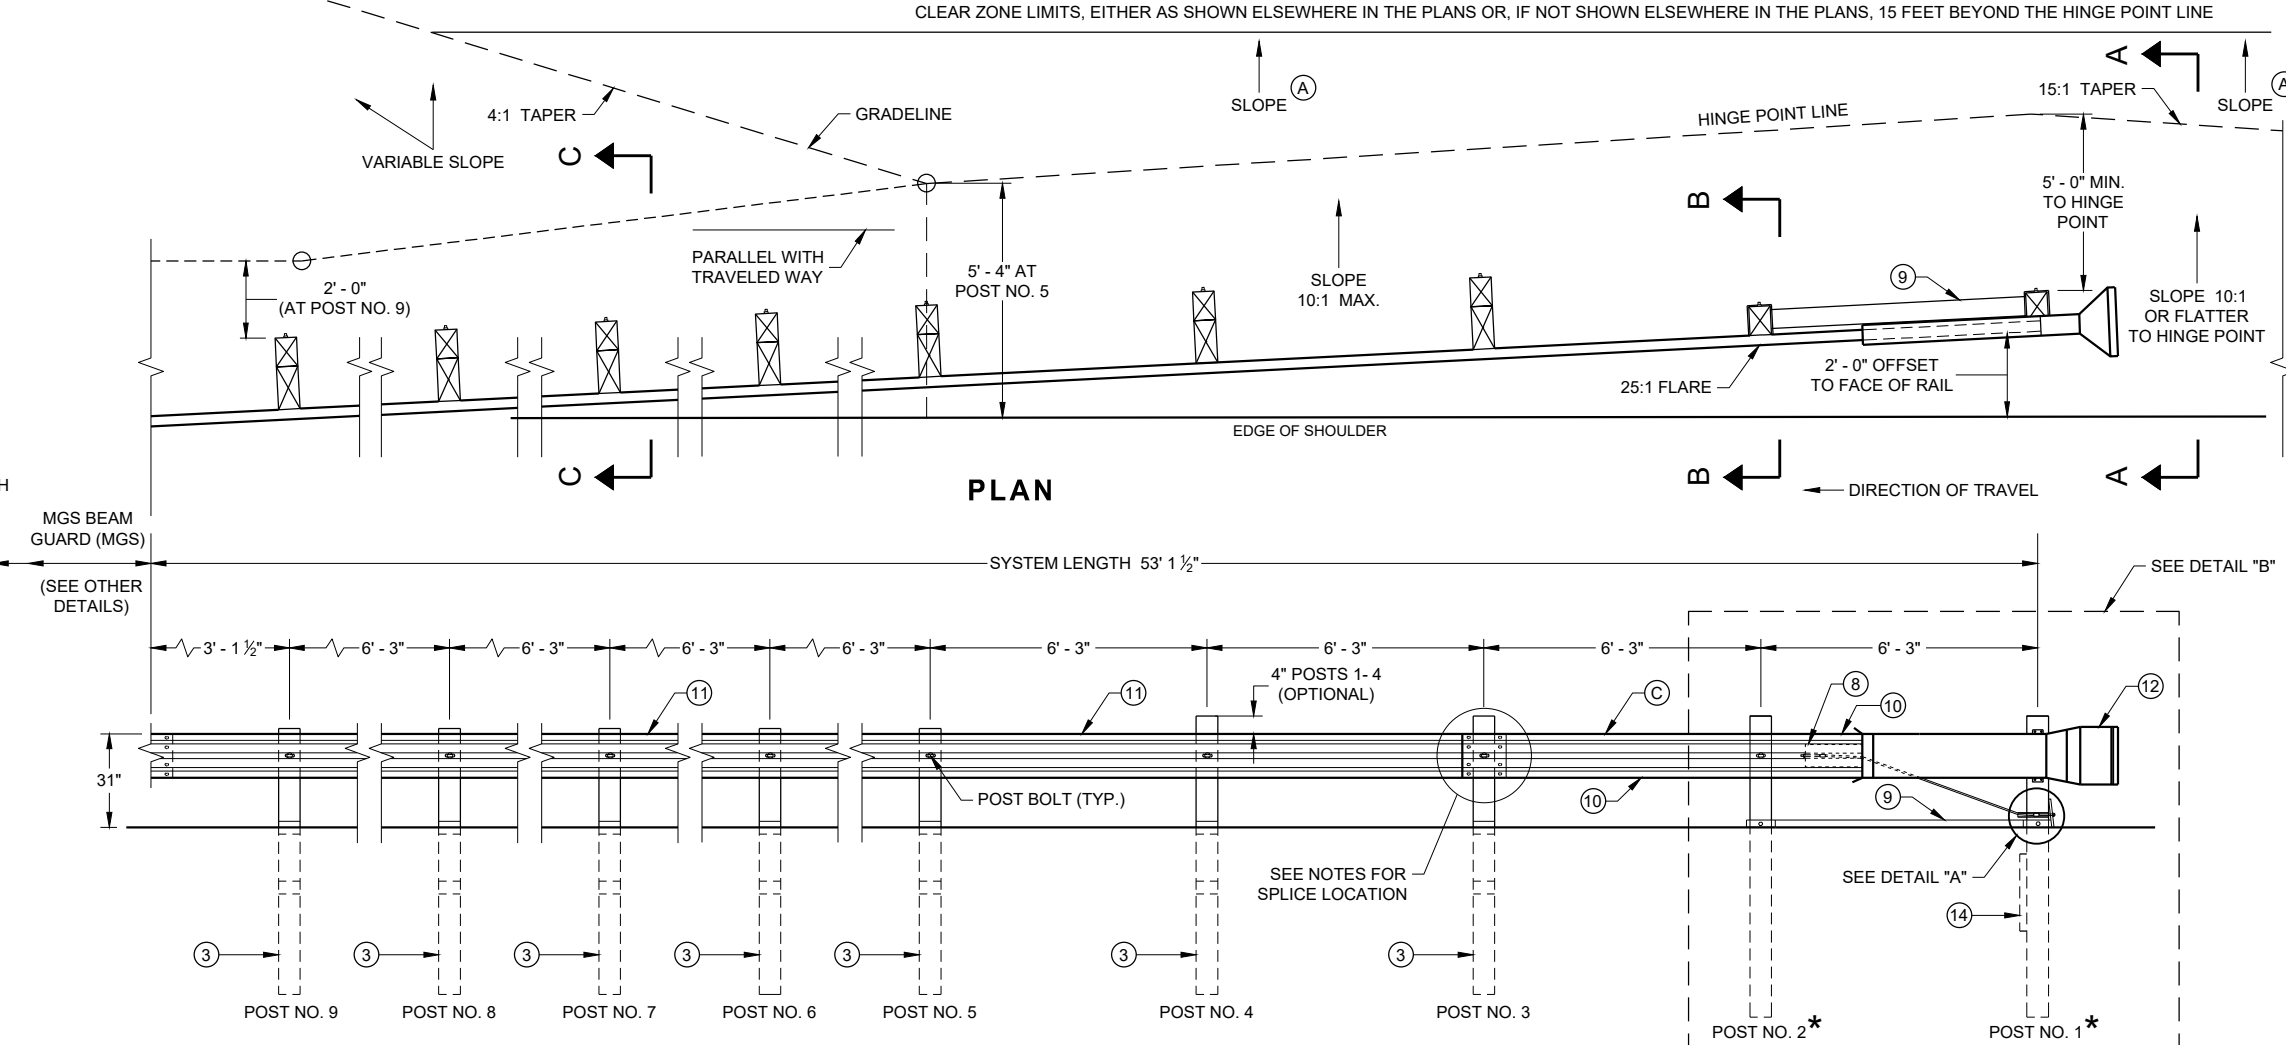 CLEAR ZONE LIMITS, EITHER AS SHOWN ELSEWHERE IN THE PLANS OR, IF NOT SHOWN ELSEWHERE IN THE PLANS, 15 FEET BEYOND THE HINGE POINT LINE
A
A
4:1 TAPER
GRADELINE
SLOPE
HINGE POINT LINE
15:1 TAPER
SLOPE
A
VARIABLE SLOPE
C
B
5' - 0" MIN.
TO HINGE
POINT
PARALLEL WITH
TRAVELED WAY
5' - 4" AT
POST NO. 5
SLOPE
10:1 MAX.
9
2' - 0"
(AT POST NO. 9)
SLOPE 10:1
OR FLATTER
TO HINGE POINT
2' - 0" OFFSET
TO FACE OF RAIL
25:1 FLARE
EDGE OF SHOULDER
C
B
A
PLAN
DIRECTION OF TRAVEL
H
MGS BEAM
GUARD (MGS)
(SEE OTHER
DETAILS)
SYSTEM LENGTH 53' 1 ½"
SEE DETAIL "B"
3' - 1 ½"
6' - 3"
6' - 3"
6' - 3"
6' - 3"
6' - 3"
6' - 3"
6' - 3"
6' - 3"
4" POSTS 1- 4
(OPTIONAL)
11
11
C
8
10
12
31"
POST BOLT (TYP.)
10
9
SEE NOTES FOR
SPLICE LOCATION
SEE DETAIL "A"
14
3
3
3
3
3
3
3
POST NO. 9
POST NO. 8
POST NO. 7
POST NO. 6
POST NO. 5
POST NO. 4
POST NO. 3
POST NO. 2*
POST NO. 1*